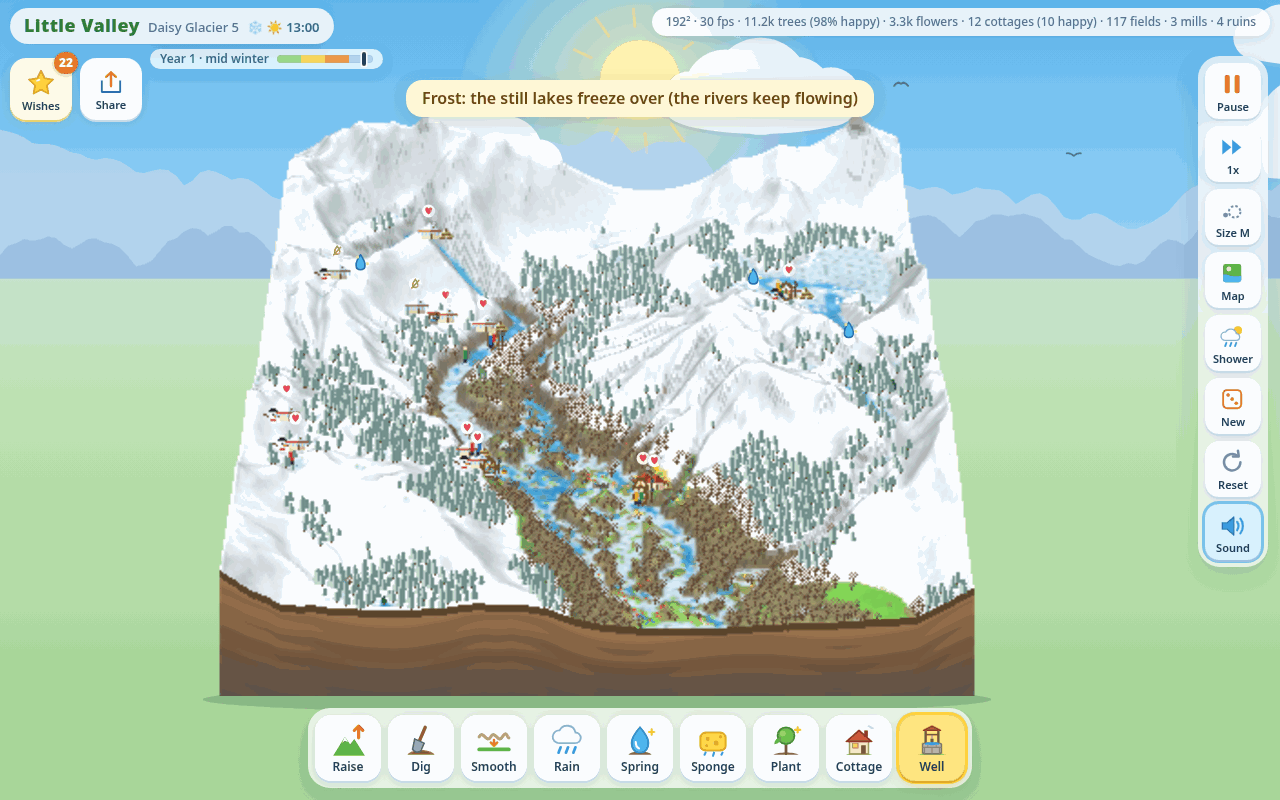 Little Valley Daisy Glacier 5 13:00
192² · 30 fps · 11.2k trees (98% happy) · 3.3k flowers · 12 cottages (10 happy) · 117 fields · 3 mills · 4 ruins
Year 1 · mid winter
22
Wishes
Share
Frost: the still lakes freeze over (the rivers keep flowing)
Pause
1x
Size M
Map
Shower
New
Reset
Sound
Raise
Dig
Smooth
Rain
Spring
Sponge
Plant
Cottage
Well